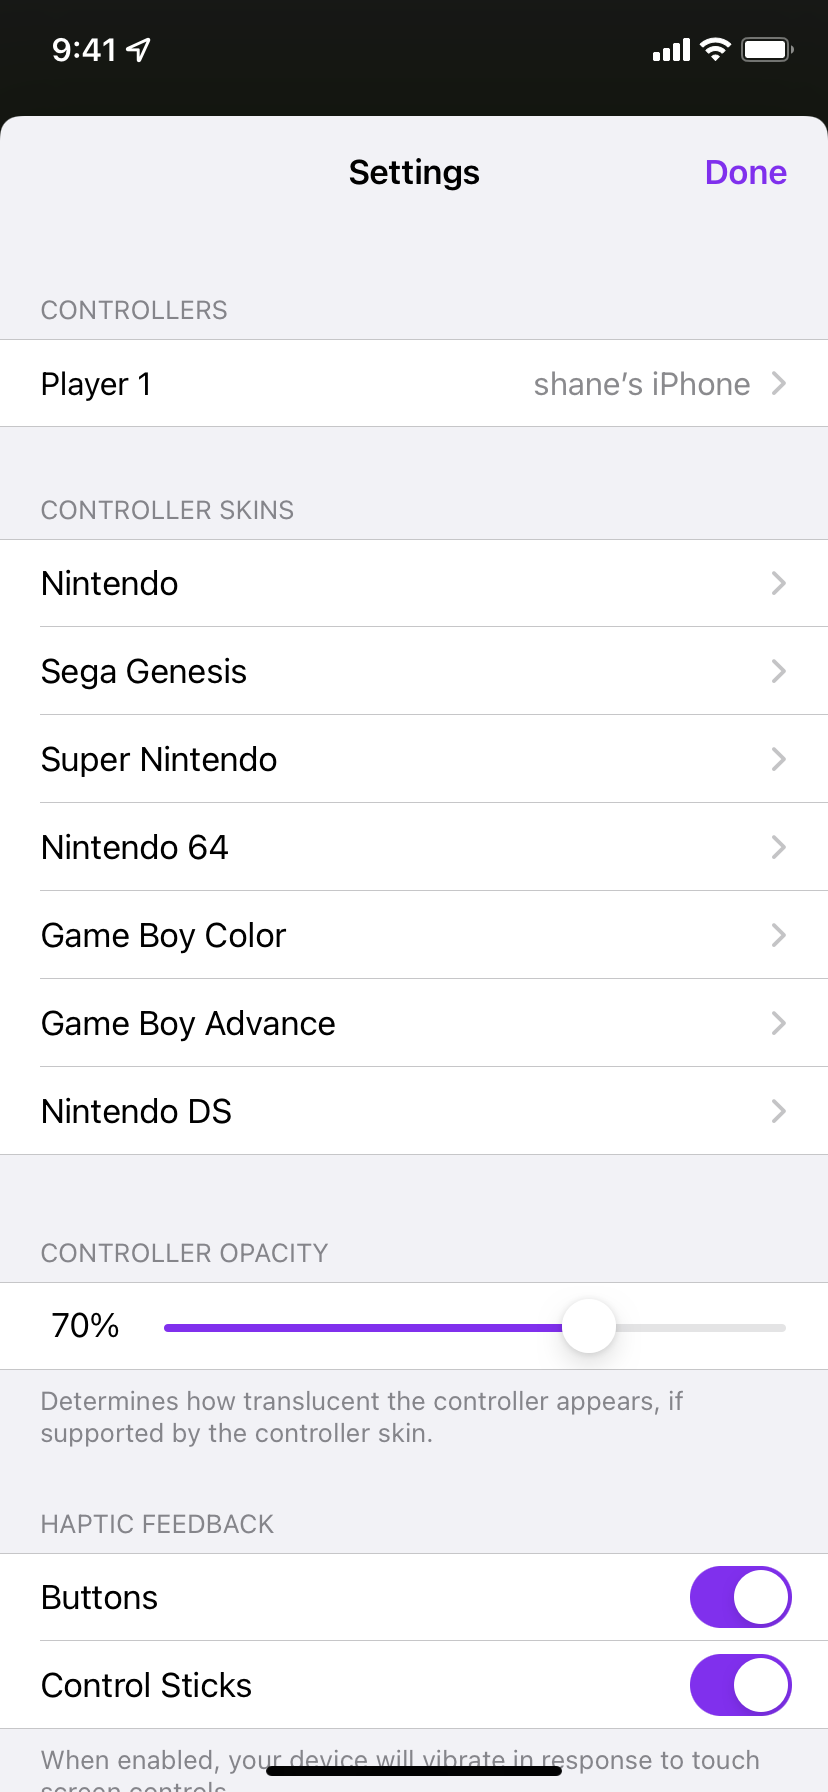 9:41
Settings
Done
CONTROLLERS
Player 1
shane’s iPhone
CONTROLLER SKINS
Nintendo
Sega Genesis
Super Nintendo
Nintendo 64
Game Boy Color
Game Boy Advance
Nintendo DS
CONTROLLER OPACITY
70%
Determines how translucent the controller appears, if
supported by the controller skin.
HAPTIC FEEDBACK
Buttons
Control Sticks
When enabled, your device will vibrate in response to touch
screen controls.